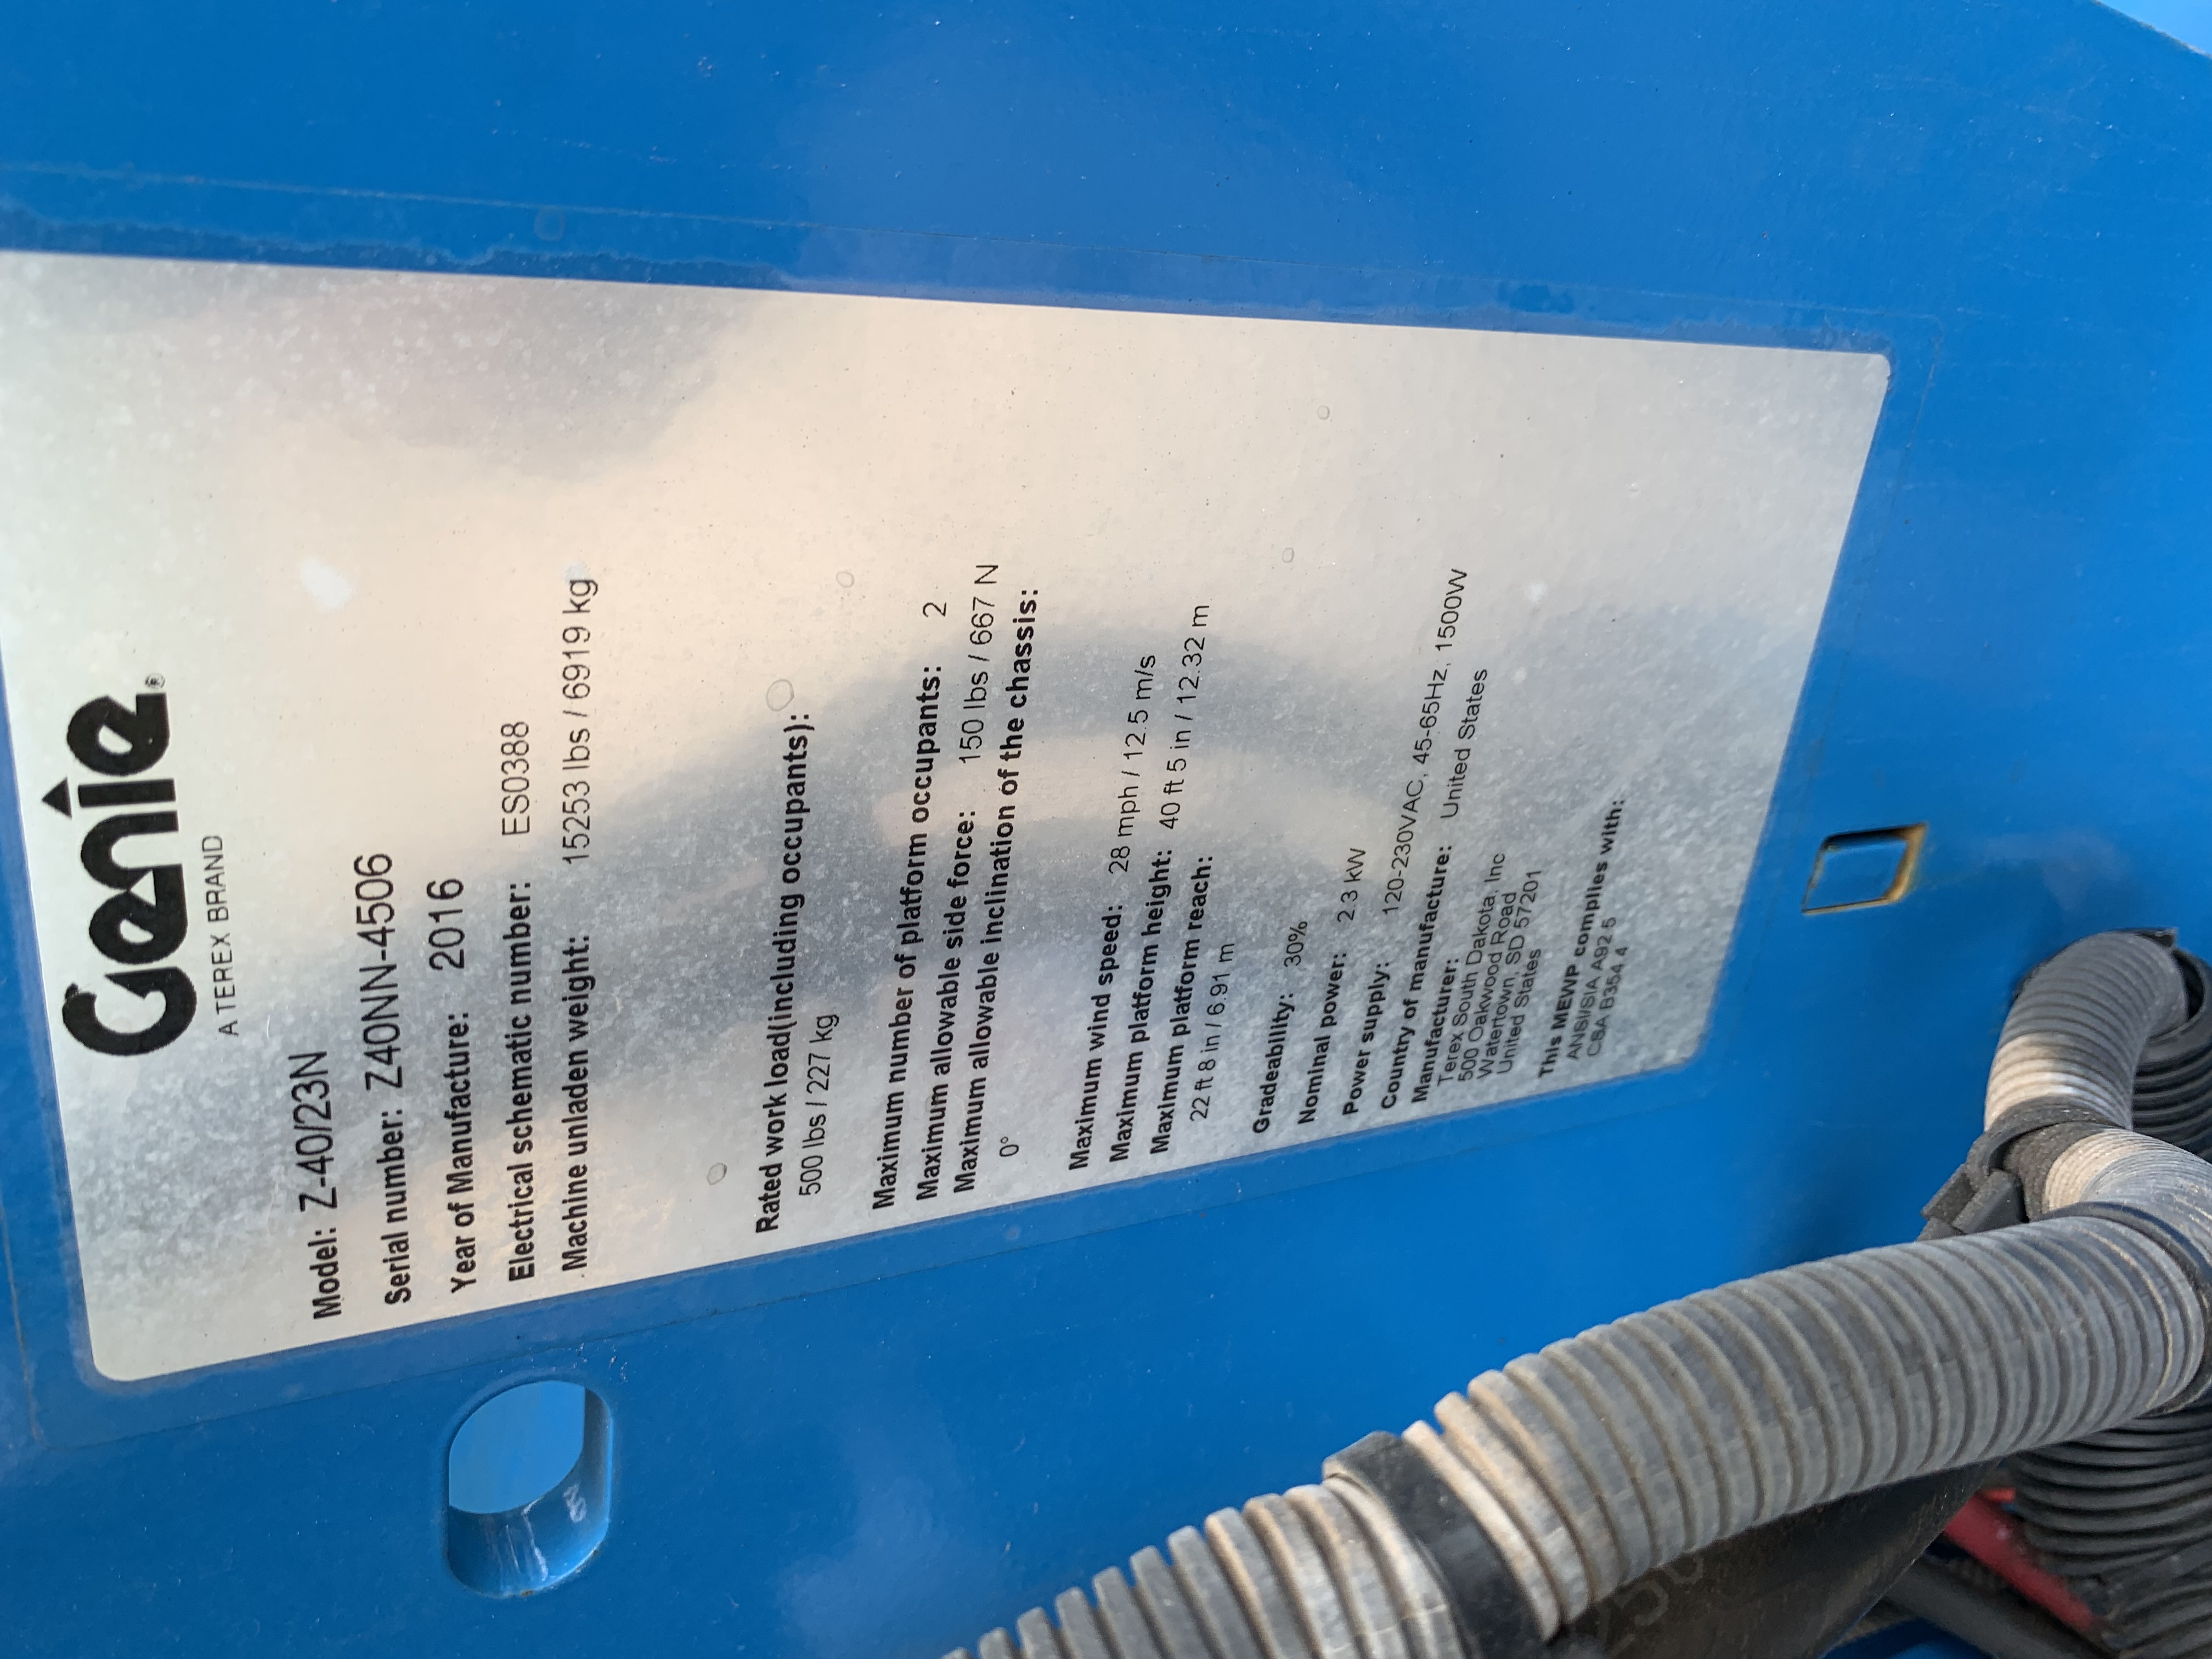 Genie®
A TEREX BRAND
Model: Z-40/23N
Serial number: Z40NN-4506
Year of Manufacture: 2016
Electrical schematic number: ES0388
Machine unladen weight: 15253 lbs / 6919 kg
Rated work load(including occupants):
500 lbs / 227 kg
Maximum number of platform occupants: 2
Maximum allowable side force: 150 lbs / 667 N
Maximum allowable inclination of the chassis:
0°
Maximum wind speed: 28 mph / 12.5 m/s
Maximum platform height: 40 ft 5 in / 12.32 m
Maximum platform reach:
22 ft 8 in / 6.91 m
Gradeability: 30%
Nominal power: 2.3 kW
Power supply: 120-230VAC, 45-65Hz, 1500W
Country of manufacture: United States
Manufacturer:
Terex South Dakota, Inc
500 Oakwood Road
Watertown, SD 57201
United States
This MEWP complies with:
ANSI/SIA A92.5
CSA B354.4